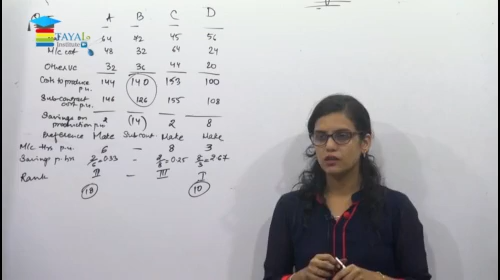 FAYAL
Institute
A B C D
64 72 45 56
M/c cost 48 32 64 24
Other VC 32 36 44 20
Costs to produce p.u. 144 140 153 100
Sub-contract p.u. 146 126 155 108
Savings on production p.u. 2 (14) 2 8
Preference Make Subcont Make Make
M/c Hrs p.u. 6 - 8 3
Savings p. hrs 2/6=0.33 - 2/8=0.25 8/3=2.67
Rank II - III I
18 10